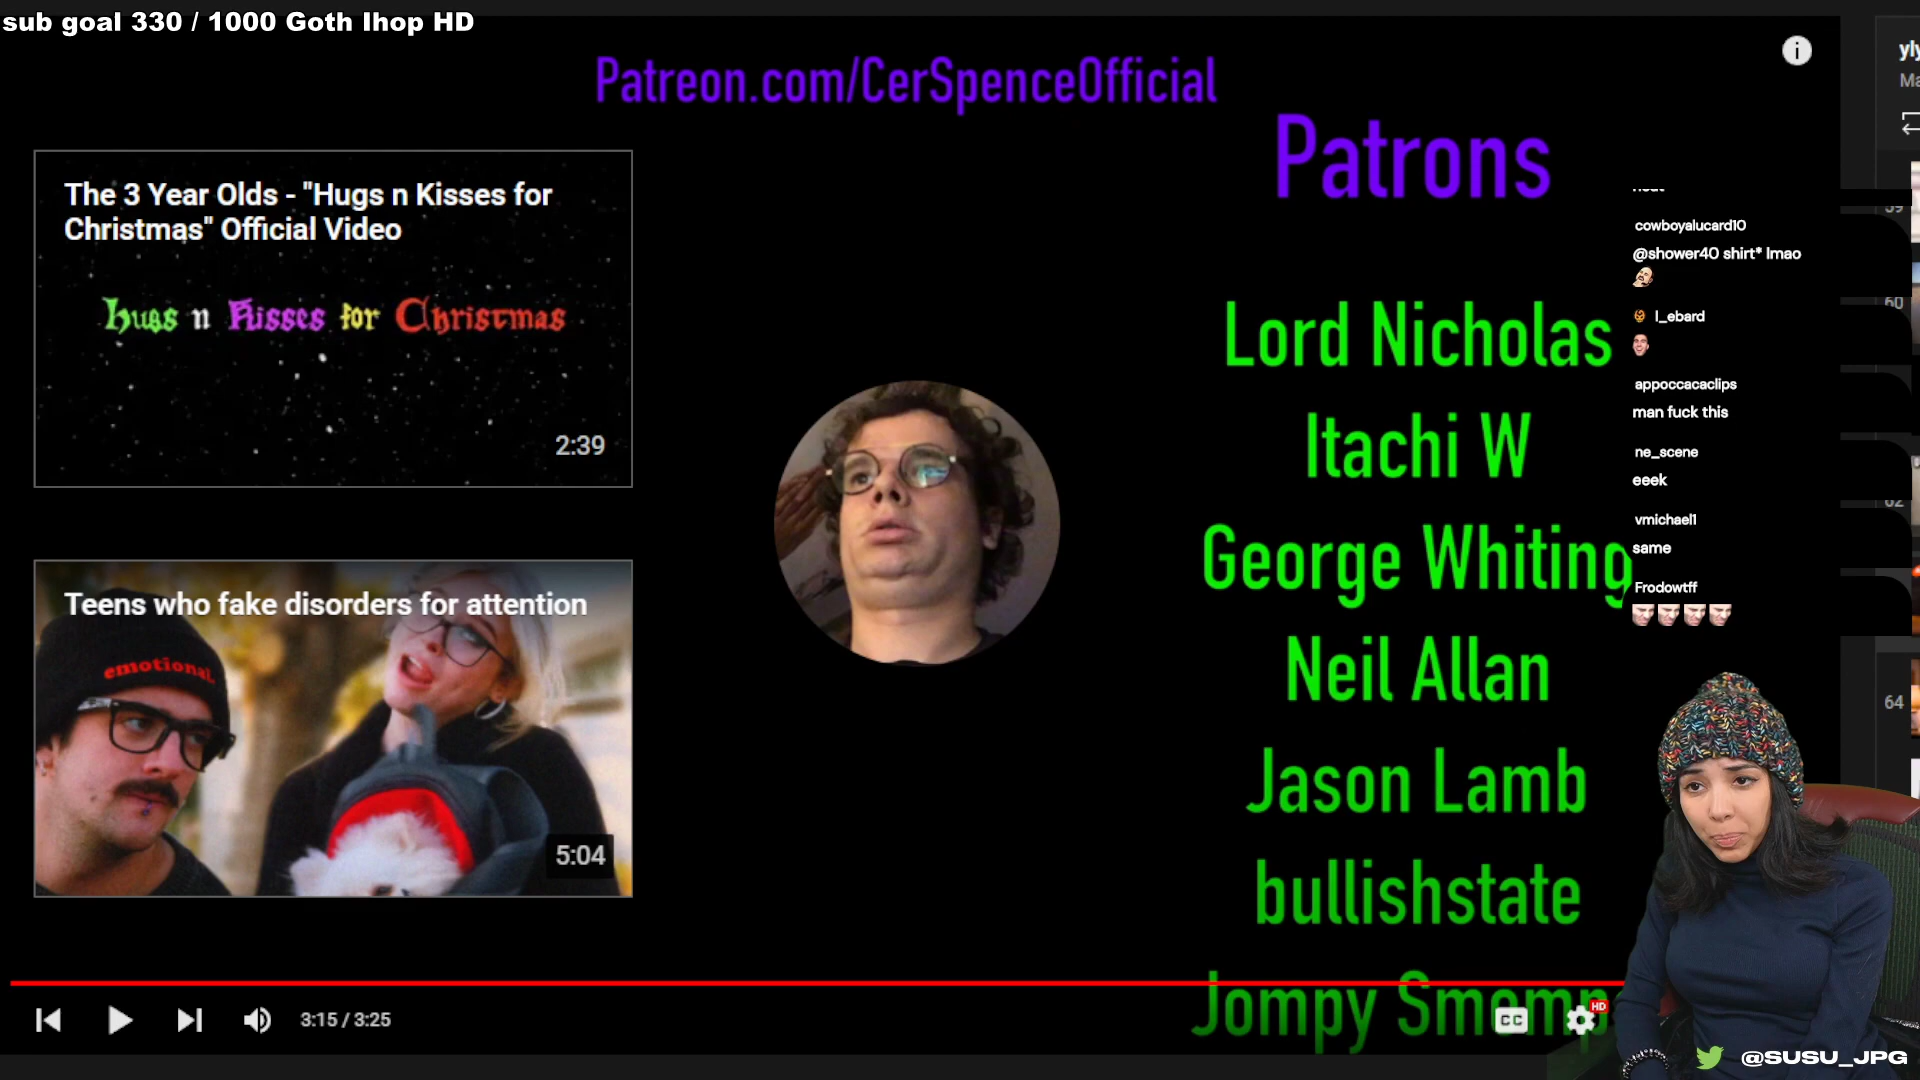 sub goal 330 / 1000 Goth Ihop HD
Patreon.com/CerSpenceOfficial
Patrons
The 3 Year Olds - "Hugs n Kisses for
Christmas" Official Video
Hugs n Kisses for Christmas
2:39
Teens who fake disorders for attention
emotional.
5:04
Lord Nicholas
Itachi W
George Whiting
Neil Allan
Jason Lamb
bullishstate
Jompy
cowboyalucard10
@shower40 shirt* lmao
l_ebard
appoccacaclips
man fuck this
ne_scene
eeek
vmichael1
same
Frodowtff
60
64
3:15 / 3:25
CC
HD
@SUSU_JPG